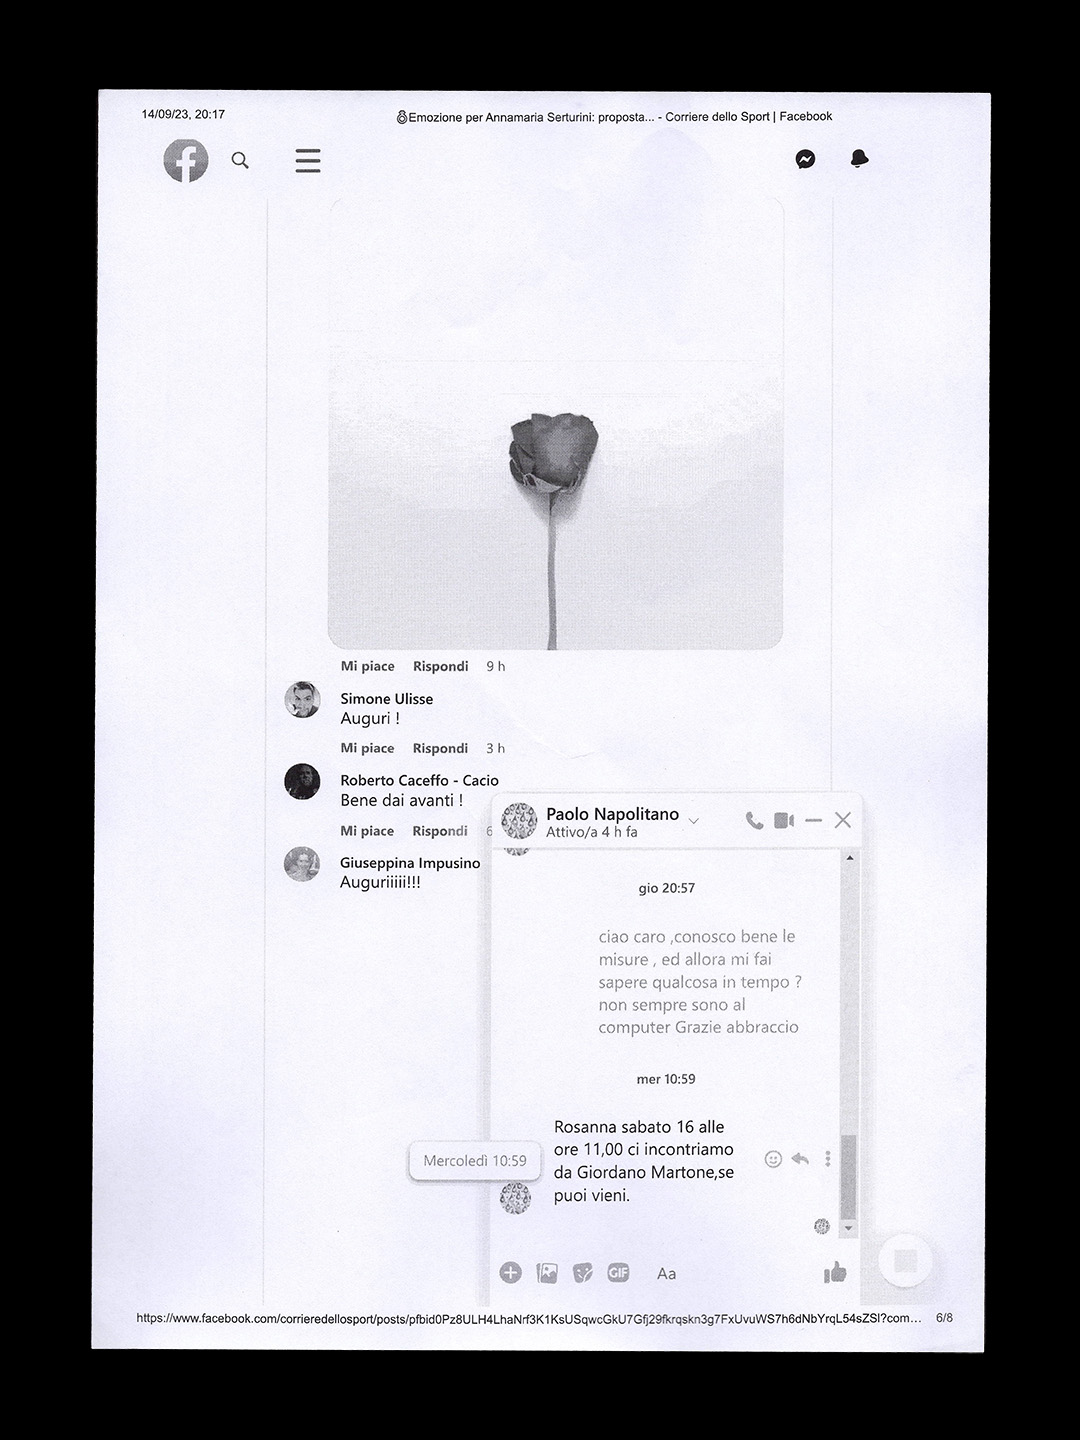 14/09/23, 20:17
Emozione per Annamaria Serturini: proposta... - Corriere dello Sport | Facebook
Mi piace Rispondi 9 h
Simone Ulisse
Auguri !
Mi piace Rispondi 3 h
Roberto Caceffo - Cacio
Bene dai avanti !
Mi piace Rispondi 6
Giuseppina Impusino
Auguriiiii!!!
Paolo Napolitano
Attivo/a 4 h fa
gio 20:57
ciao caro ,conosco bene le
misure , ed allora mi fai
sapere qualcosa in tempo ?
non sempre sono al
computer Grazie abbraccio
mer 10:59
Rosanna sabato 16 alle
ore 11,00 ci incontriamo
da Giordano Martone,se
puoi vieni.
Mercoledì 10:59
GIF
Aa
https://www.facebook.com/corrieredellosport/posts/pfbid0Pz8ULH4LhaNrf3K1KsUSqwcGkU7Gfj29fkrqskn3g7FxUvuWS7h6dNbYrqL54sZSl?com... 6/8